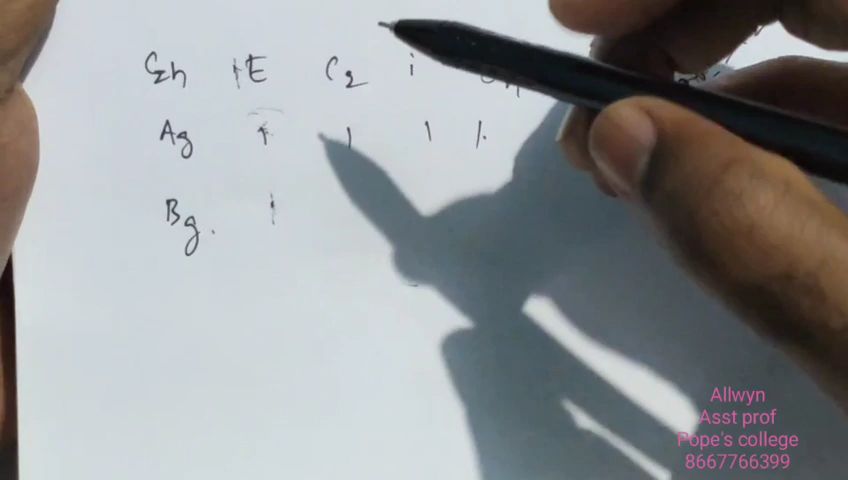 C2h E C2 i
Ag 1 1 1 1
Bg. 1
Allwyn
Asst prof
Pope's college
8667766399